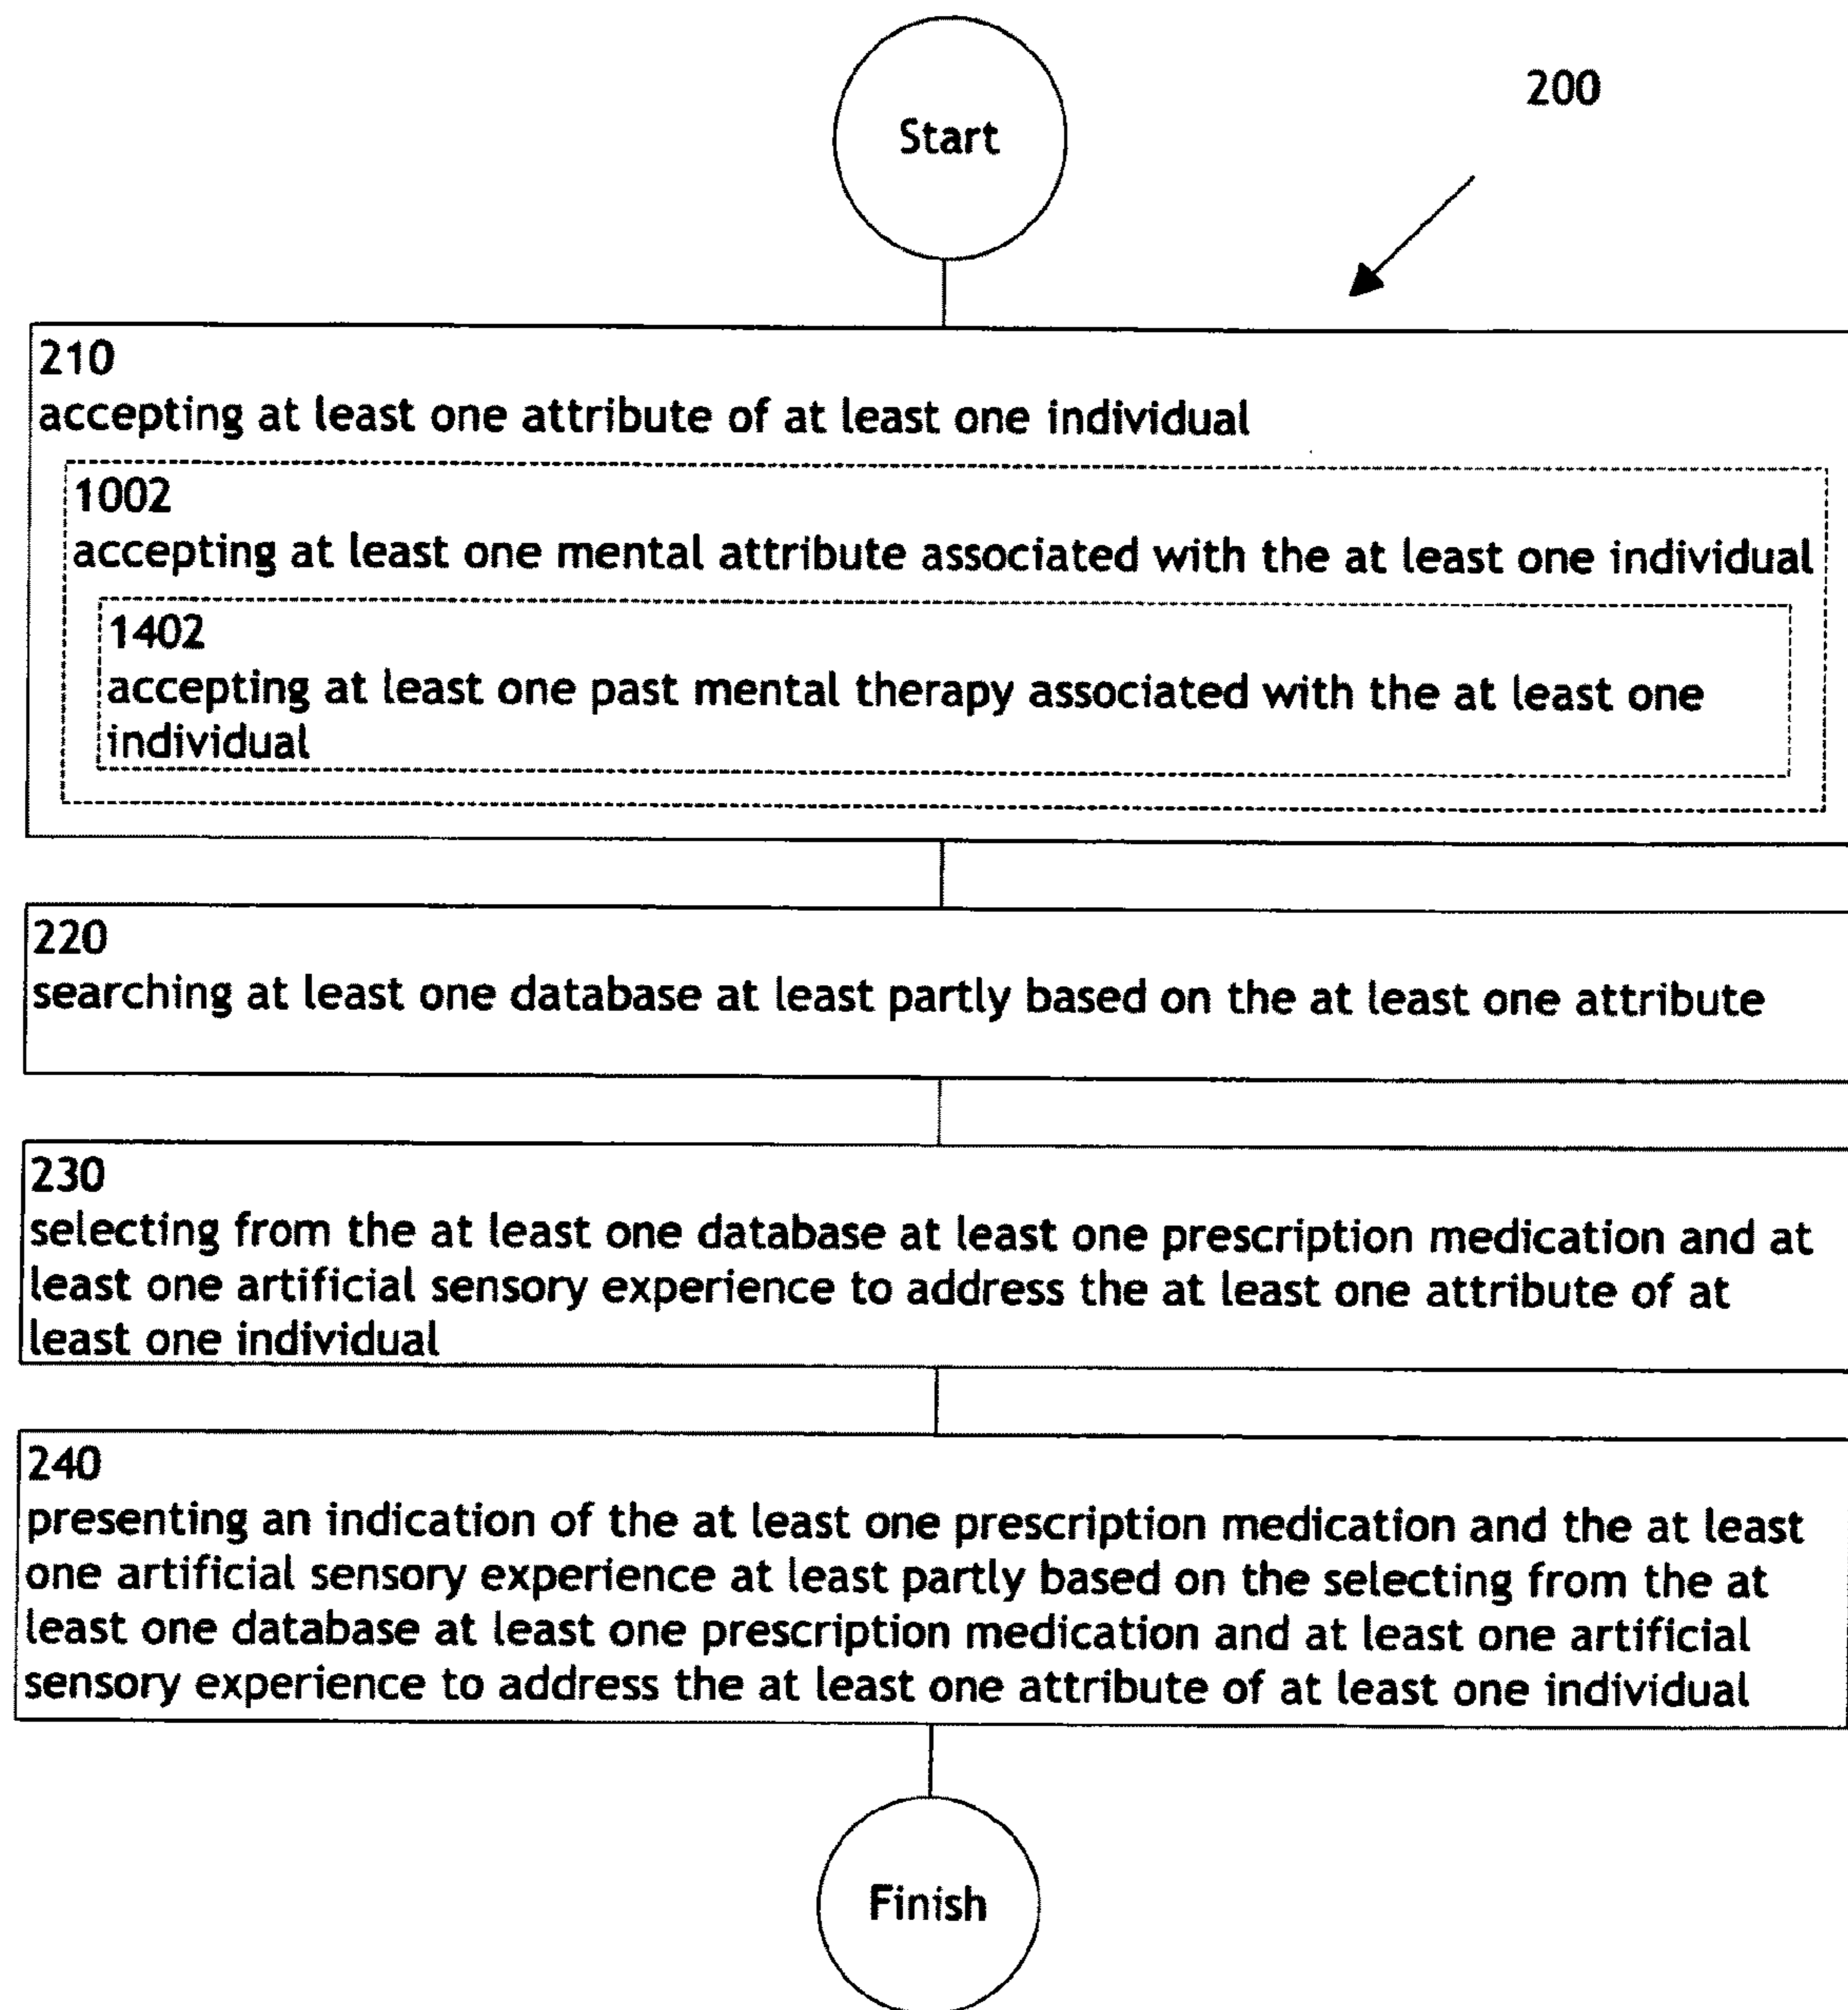 Start
200
210
accepting at least one attribute of at least one individual
1002
accepting at least one mental attribute associated with the at least one individual
1402
accepting at least one past mental therapy associated with the at least one
individual
220
searching at least one database at least partly based on the at least one attribute
230
selecting from the at least one database at least one prescription medication and at
least one artificial sensory experience to address the at least one attribute of at
least one individual
240
presenting an indication of the at least one prescription medication and the at least
one artificial sensory experience at least partly based on the selecting from the at
least one database at least one prescription medication and at least one artificial
sensory experience to address the at least one attribute of at least one individual
Finish